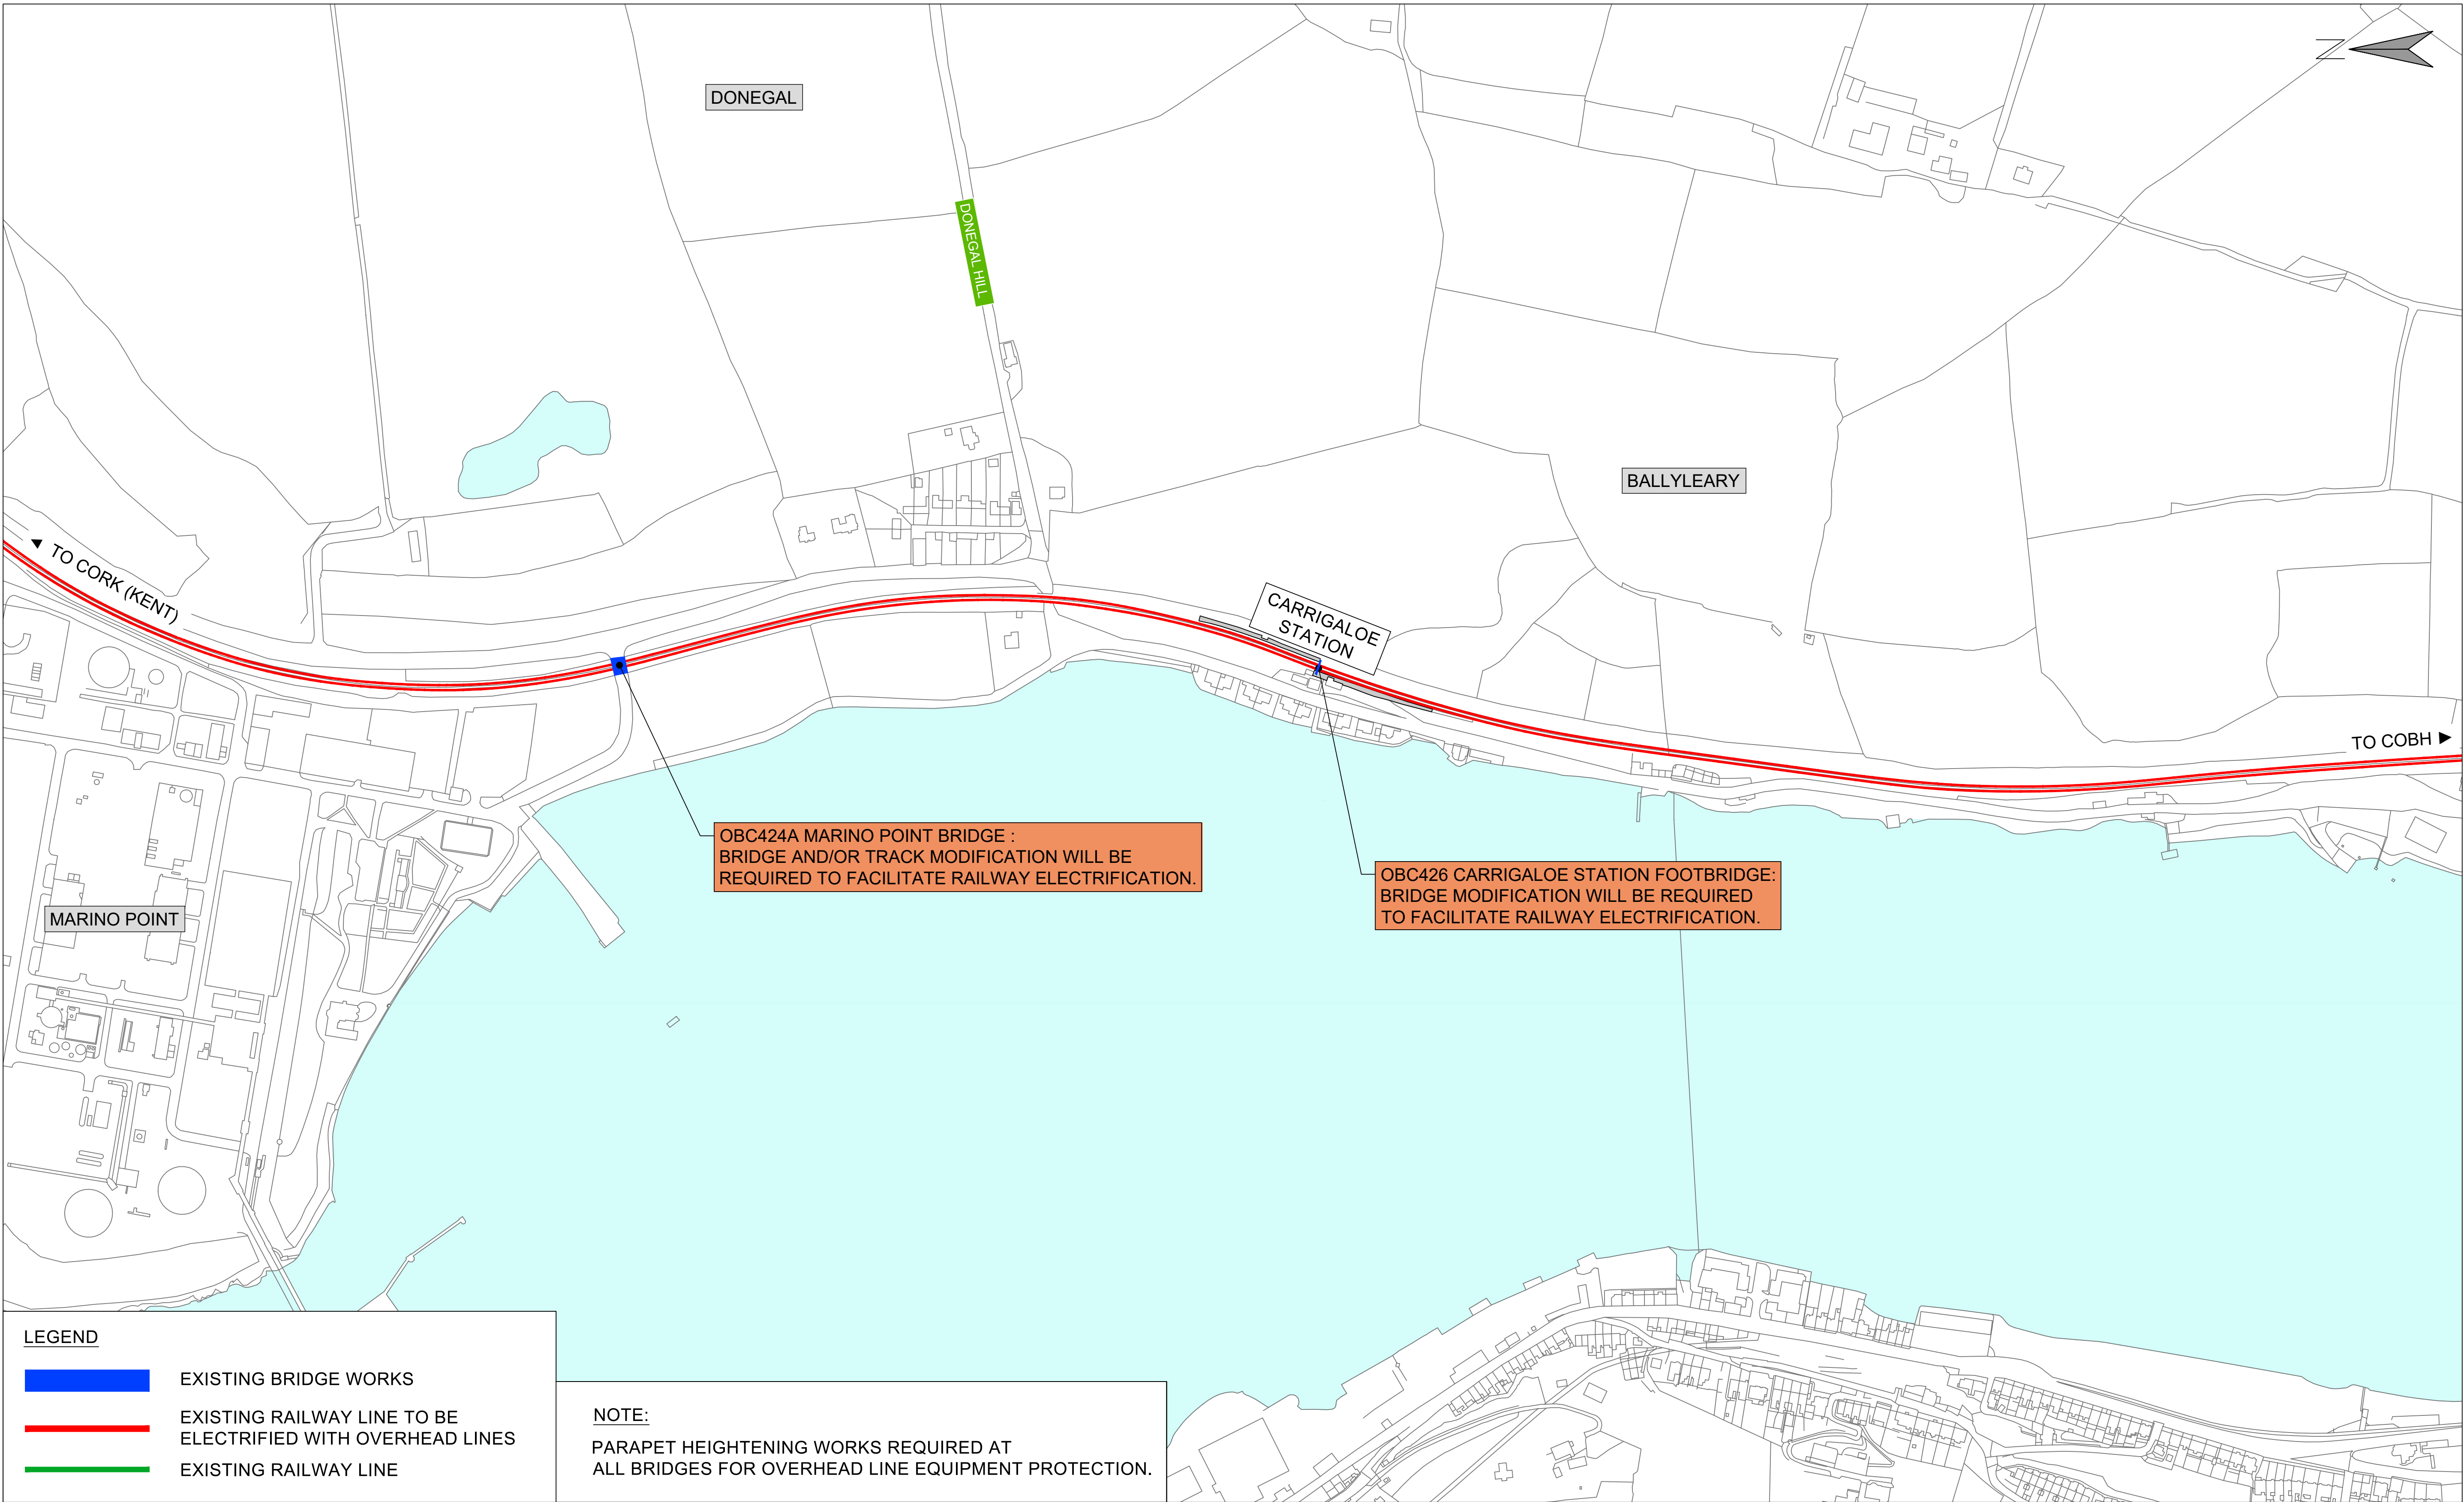 N
DONEGAL
DONEGAL HILL
BALLYLEARY
◄ TO CORK (KENT)
CARRIGALOE
STATION
TO COBH ►
OBC424A MARINO POINT BRIDGE :
BRIDGE AND/OR TRACK MODIFICATION WILL BE
REQUIRED TO FACILITATE RAILWAY ELECTRIFICATION.
OBC426 CARRIGALOE STATION FOOTBRIDGE:
BRIDGE MODIFICATION WILL BE REQUIRED
TO FACILITATE RAILWAY ELECTRIFICATION.
MARINO POINT
LEGEND
EXISTING BRIDGE WORKS
EXISTING RAILWAY LINE TO BE
ELECTRIFIED WITH OVERHEAD LINES
EXISTING RAILWAY LINE
NOTE:
PARAPET HEIGHTENING WORKS REQUIRED AT
ALL BRIDGES FOR OVERHEAD LINE EQUIPMENT PROTECTION.